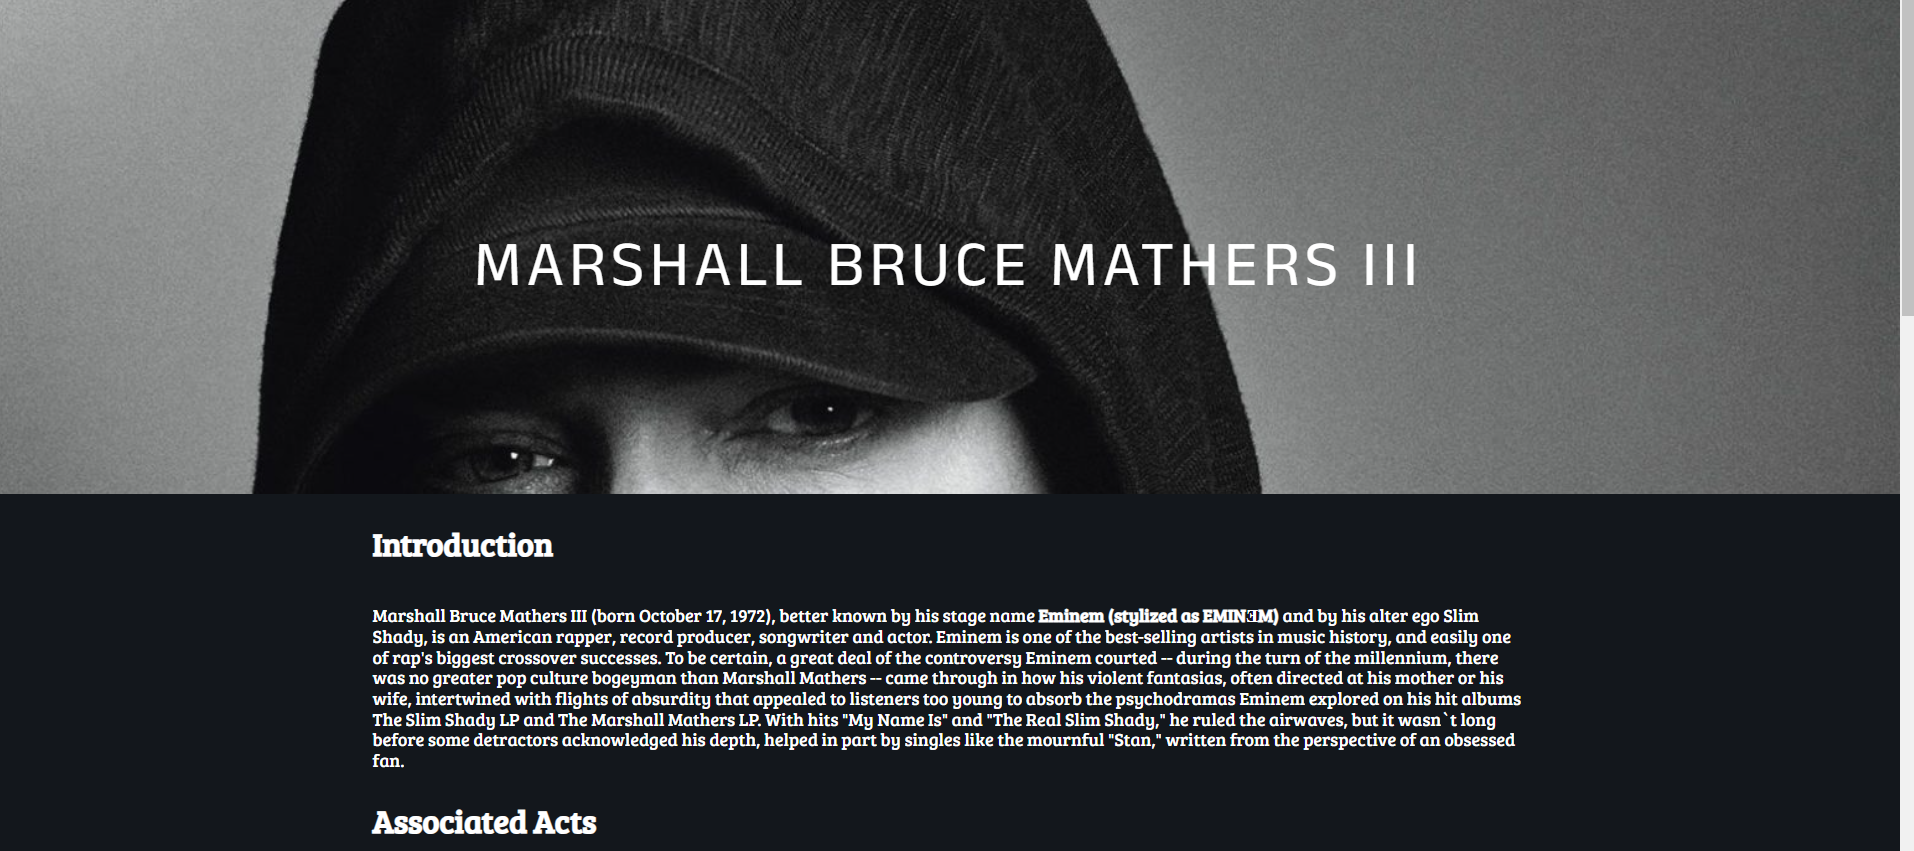 MARSHALL BRUCE MATHERS III
Introduction
Marshall Bruce Mathers III (born October 17, 1972), better known by his stage name Eminem (stylized as EMINƎM) and by his alter ego Slim
Shady, is an American rapper, record producer, songwriter and actor. Eminem is one of the best-selling artists in music history, and easily one
of rap's biggest crossover successes. To be certain, a great deal of the controversy Eminem courted -- during the turn of the millennium, there
was no greater pop culture bogeyman than Marshall Mathers -- came through in how his violent fantasias, often directed at his mother or his
wife, intertwined with flights of absurdity that appealed to listeners too young to absorb the psychodramas Eminem explored on his hit albums
The Slim Shady LP and The Marshall Mathers LP. With hits "My Name Is" and "The Real Slim Shady," he ruled the airwaves, but it wasn`t long
before some detractors acknowledged his depth, helped in part by singles like the mournful "Stan," written from the perspective of an obsessed
fan.
Associated Acts